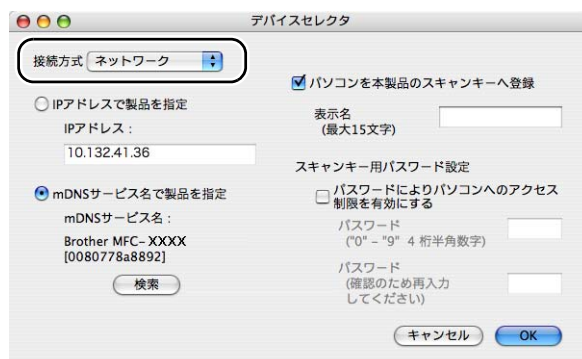 デバイスセレクタ
接続方式 ネットワーク
IPアドレスで製品を指定
IPアドレス :
10.132.41.36
mDNSサービス名で製品を指定
mDNSサービス名 :
Brother MFC-XXXX
[0080778a8892]
検索
パソコンを本製品のスキャンキーへ登録
表示名
(最大15文字)
スキャンキー用パスワード設定
パスワードによりパソコンへのアクセス
制限を有効にする
パスワード
("0" – "9" 4 桁半角数字)
パスワード
(確認のため再入力
してください)
キャンセル
OK